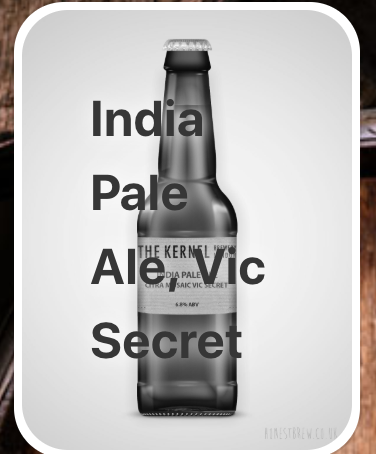 India
Pale
Ale, Vic
Secret
THE KERNEL
INDIA PALE
CITRA MOSAIC VIC SECRET